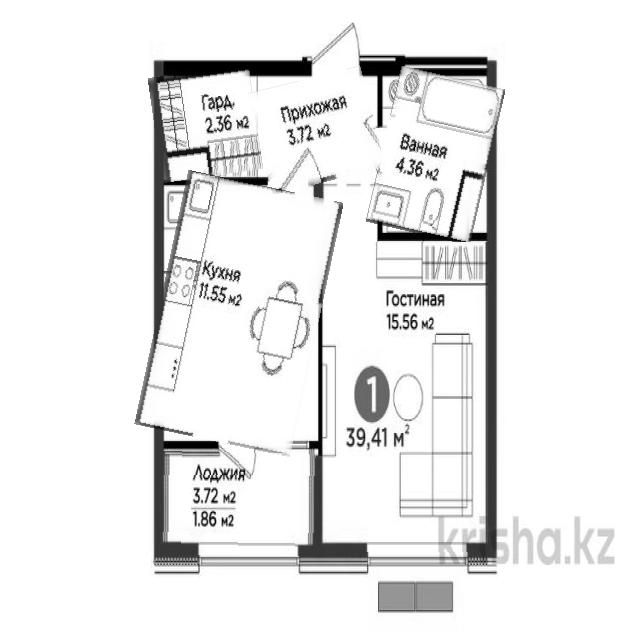 Гард.
2.36 м2
Прихожая
3.72 м2
Ванная
4.36 м2
Кухня
11.55 м2
Гостиная
15.56 м2
1
39,41 м2
Лоджия
3.72 м2
1.86 м2
krisha.kz